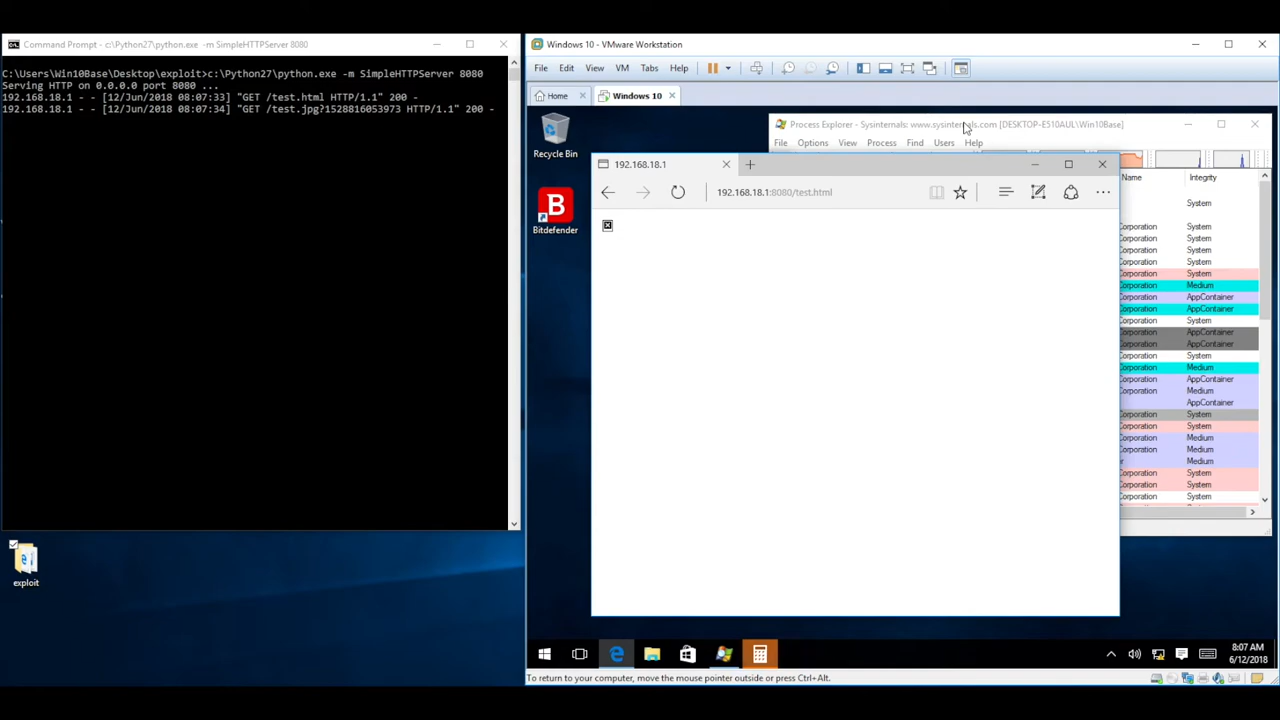 Command Prompt - c:\Python27\python.exe -m SimpleHTTPServer 8080
C:\Users\Win10Base\Desktop\exploit>c:\Python27\python.exe -m SimpleHTTPServer 8080
Serving HTTP on 0.0.0.0 port 8080 ...
192.168.18.1 - - [12/Jun/2018 08:07:33] "GET /test.html HTTP/1.1" 200 -
192.168.18.1 - - [12/Jun/2018 08:07:34] "GET /test.jpg?1528816053973 HTTP/1.1" 200 -
exploit
Windows 10 - VMware Workstation
File Edit View VM Tabs Help
Home
Windows 10
Recycle Bin
B
Bitdefender
Process Explorer - Sysinternals: www.sysinternals.com [DESKTOP-ES10AUL\Win10Base]
File Options View Process Find Users Help
192.168.18.1
192.168.18.1:8080/test.html
Name Integrity
System
Corporation System
Corporation System
Corporation System
Corporation System
Corporation Medium
Corporation AppContainer
Corporation AppContainer
Corporation System
Corporation AppContainer
Corporation AppContainer
Corporation System
Corporation Medium
Corporation AppContainer
Corporation Medium
AppContainer
Corporation System
Corporation System
Corporation Medium
Corporation Medium
Medium
Corporation System
Corporation System
Corporation System
8:07 AM
6/12/2018
To return to your computer, move the mouse pointer outside or press Ctrl+Alt.